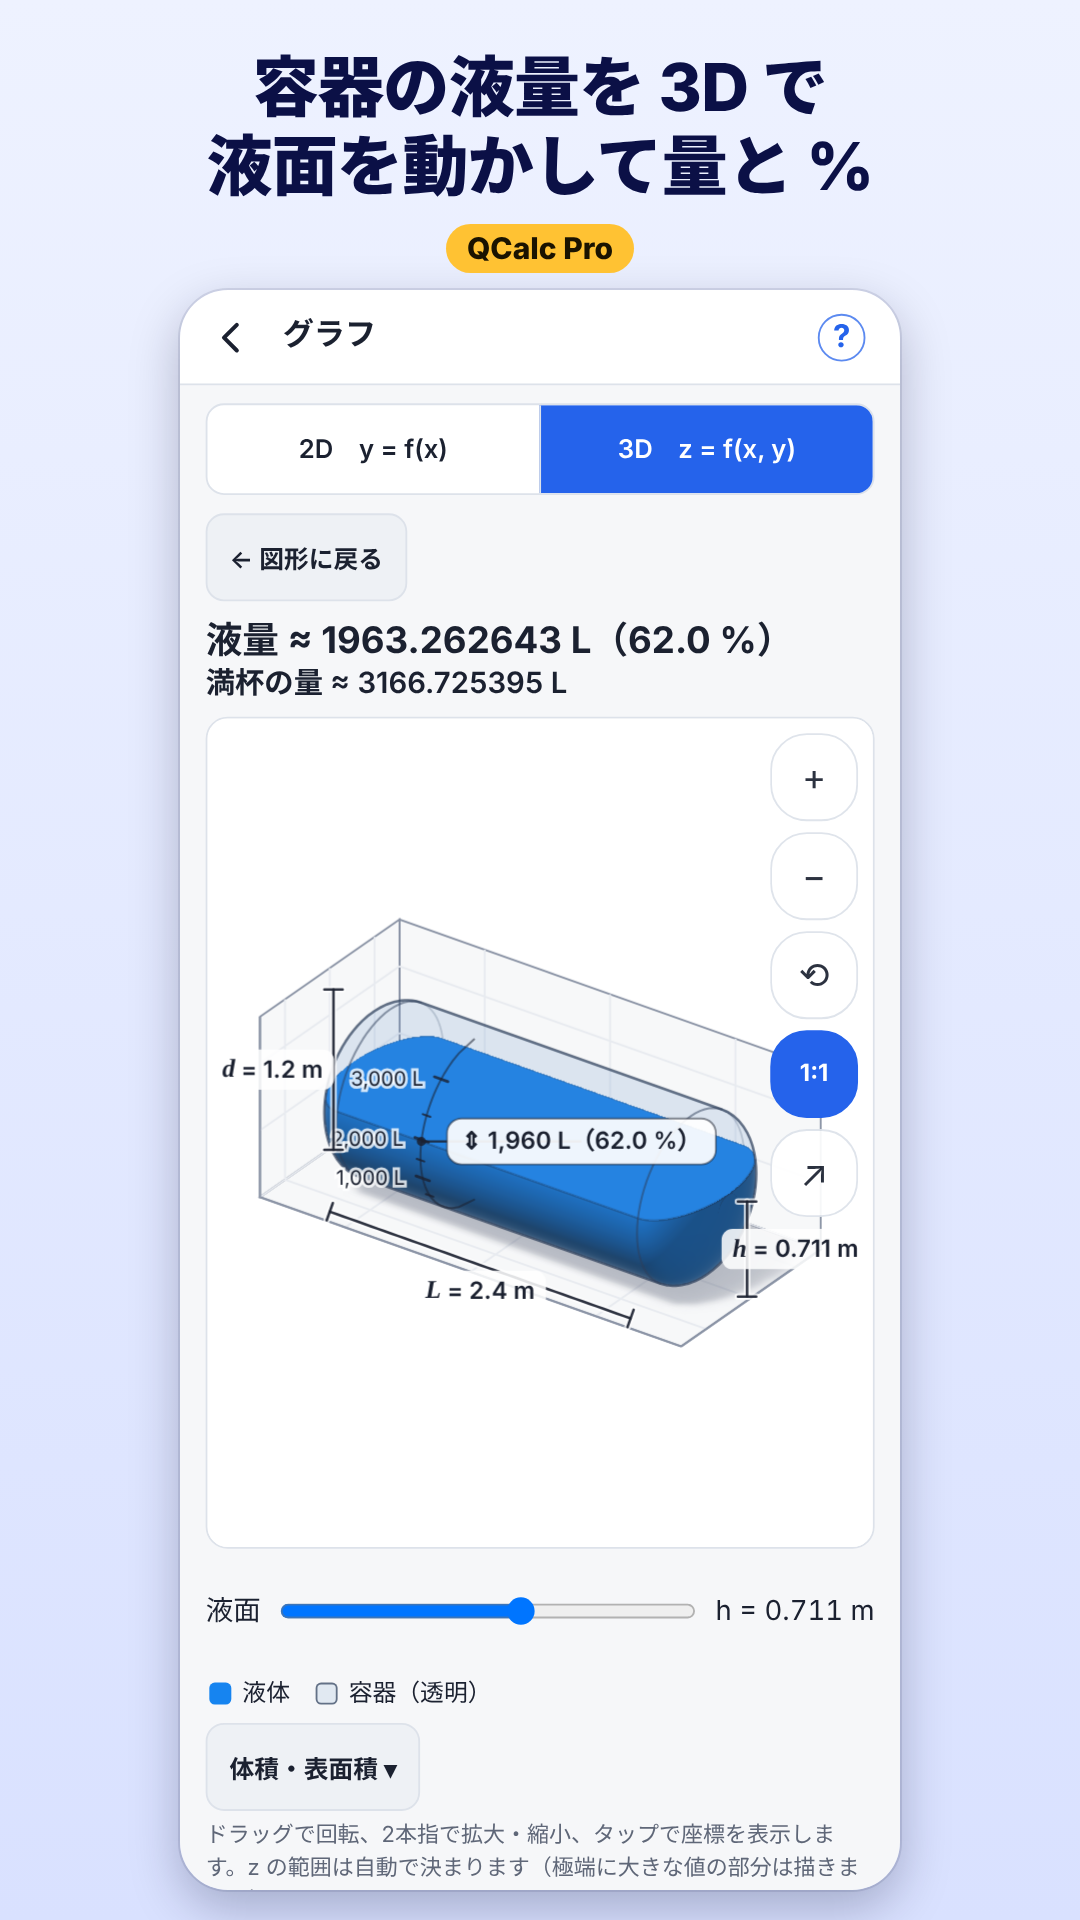 容器の液量を 3D で
液面を動かして量と %
QCalc Pro
グラフ
?
2D y = f(x)
3D z = f(x, y)
← 図形に戻る
液量 ≈ 1963.262643 L（62.0 %）
満杯の量 ≈ 3166.725395 L
+
−
⟲
1:1
↗
d = 1.2 m
3,000 L
2,000 L
⇕ 1,960 L（62.0 %）
1,000 L
h = 0.711 m
L = 2.4 m
液面 h = 0.711 m
液体 容器（透明）
体積・表面積 ▾
ドラッグで回転、2本指で拡大・縮小、タップで座標を表示しま
す。z の範囲は自動で決まります（極端に大きな値の部分は描きま